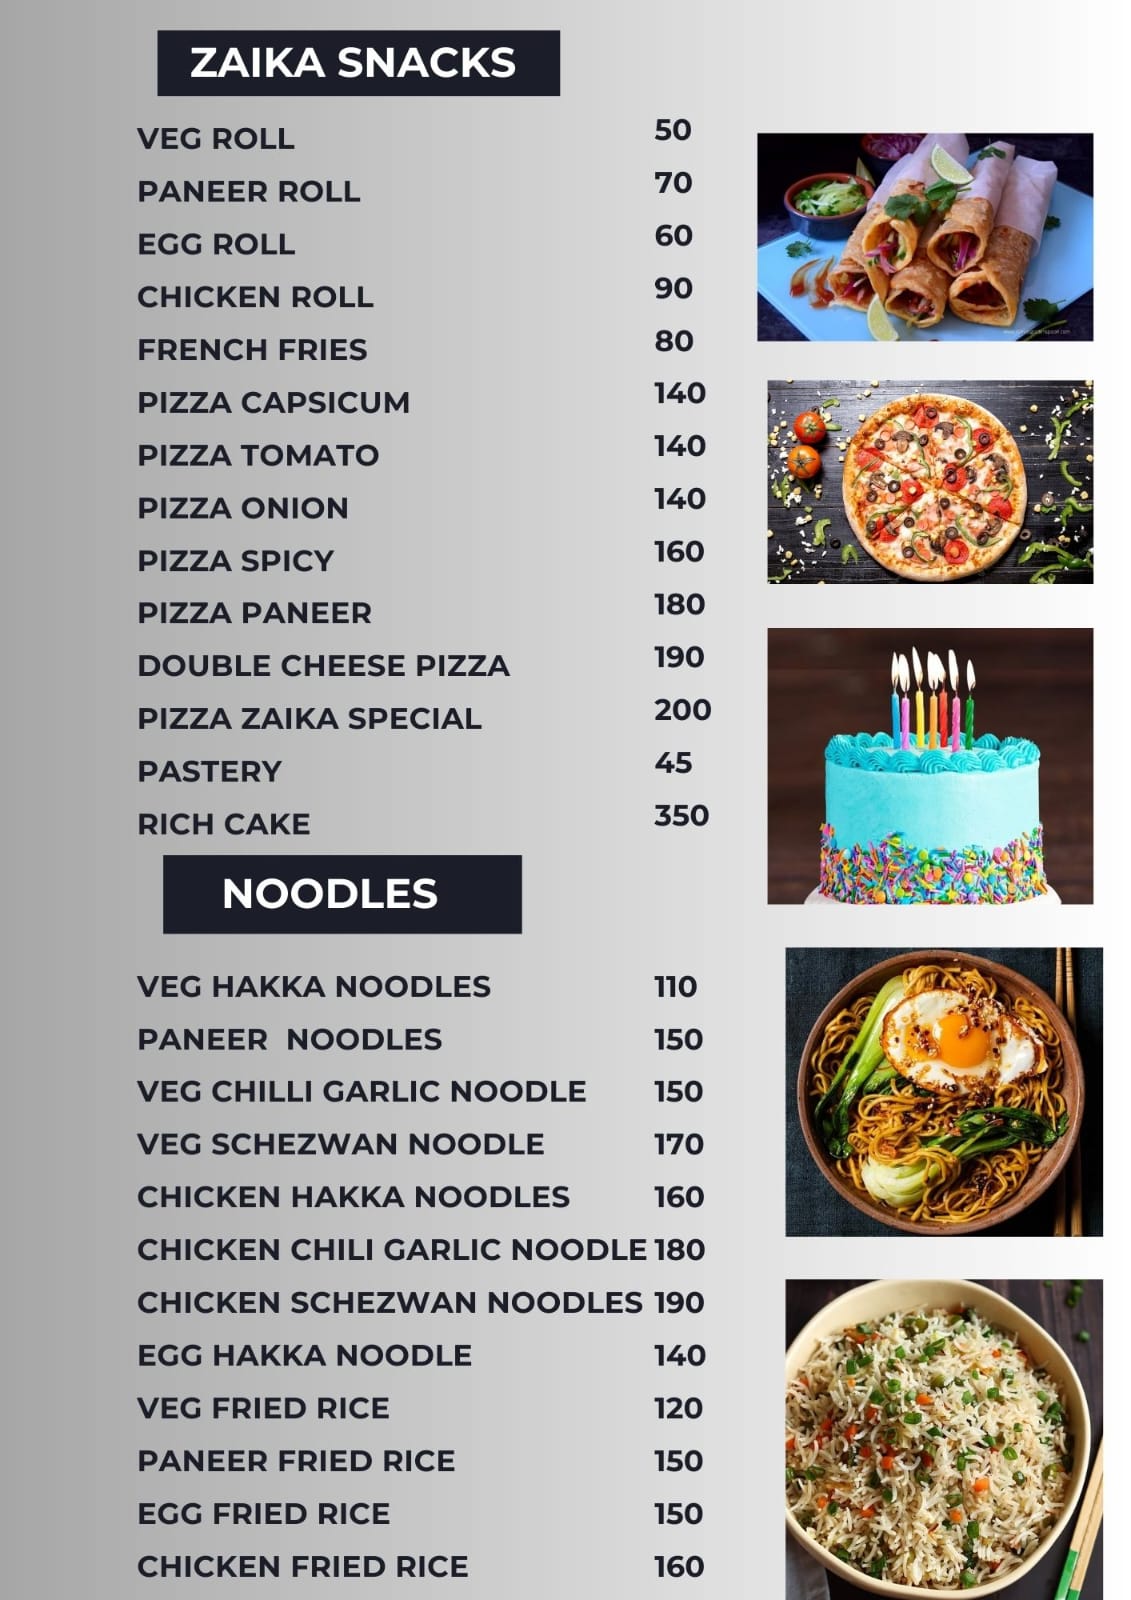 ZAIKA SNACKS
VEG ROLL 50
PANEER ROLL 70
EGG ROLL 60
CHICKEN ROLL 90
FRENCH FRIES 80
PIZZA CAPSICUM 140
PIZZA TOMATO 140
PIZZA ONION 140
PIZZA SPICY 160
PIZZA PANEER 180
DOUBLE CHEESE PIZZA 190
PIZZA ZAIKA SPECIAL 200
PASTERY 45
RICH CAKE 350
NOODLES
VEG HAKKA NOODLES 110
PANEER NOODLES 150
VEG CHILLI GARLIC NOODLE 150
VEG SCHEZWAN NOODLE 170
CHICKEN HAKKA NOODLES 160
CHICKEN CHILI GARLIC NOODLE 180
CHICKEN SCHEZWAN NOODLES 190
EGG HAKKA NOODLE 140
VEG FRIED RICE 120
PANEER FRIED RICE 150
EGG FRIED RICE 150
CHICKEN FRIED RICE 160